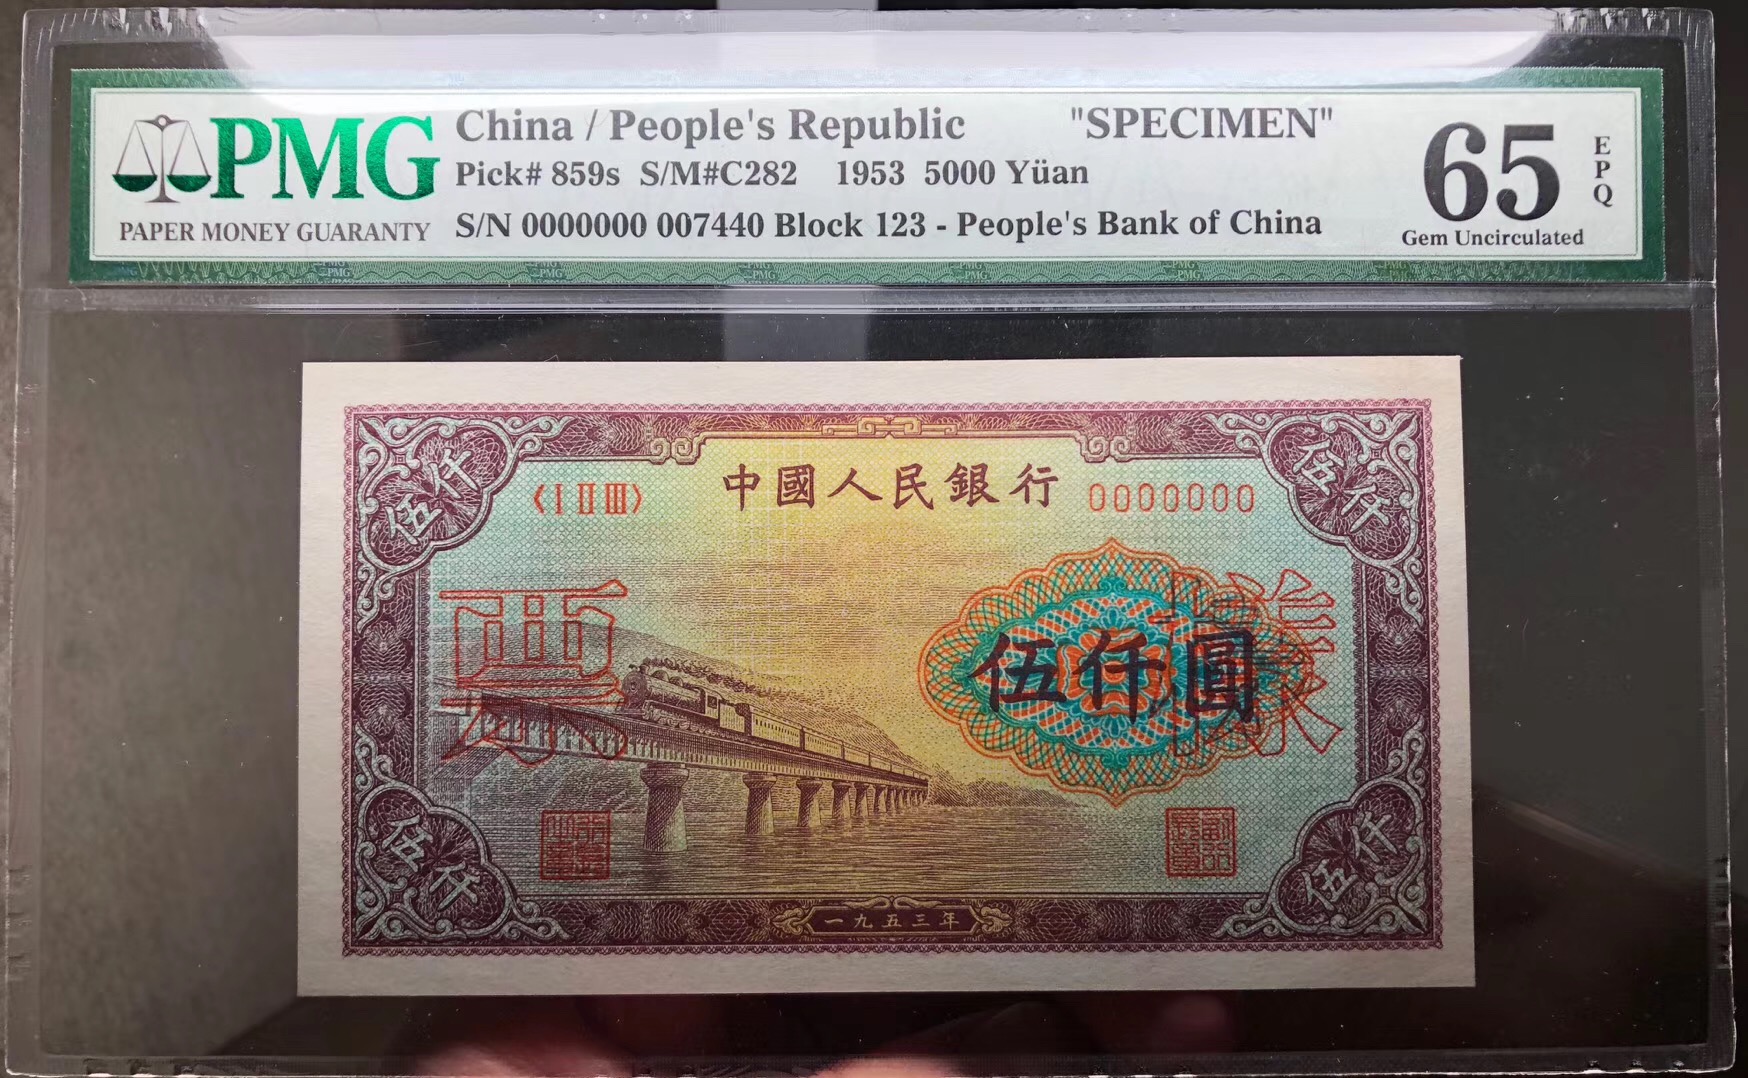 PMG
PAPER MONEY GUARANTY
China / People's Republic "SPECIMEN"
Pick# 859s S/M#C282 1953 5000 Yüan
S/N 0000000 007440 Block 123 - People's Bank of China
65
EPQ
Gem Uncirculated
伍仟
伍仟
〈I II III〉
中國人民銀行
0000000
票
樣
伍仟圓
伍仟
伍仟
一九五三年